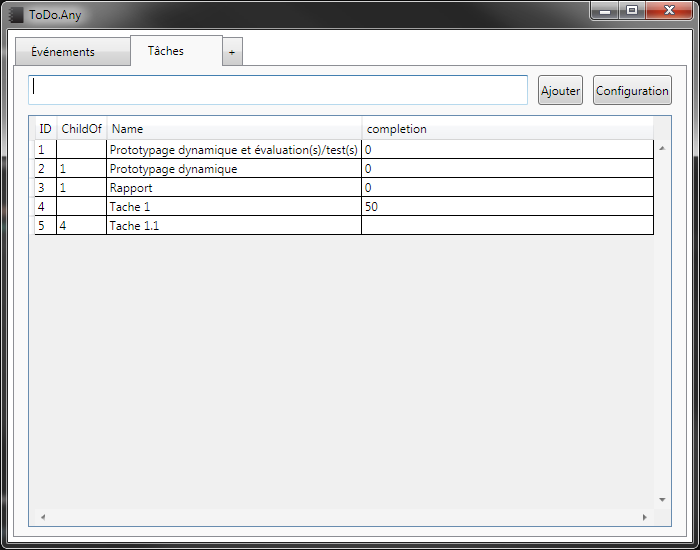 ToDo.Any
Evénements Tâches +
Ajouter Configuration
ID ChildOf Name completion
1 Prototypage dynamique et évaluation(s)/test(s) 0
2 1 Prototypage dynamique 0
3 1 Rapport 0
4 Tache 1 50
5 4 Tache 1.1